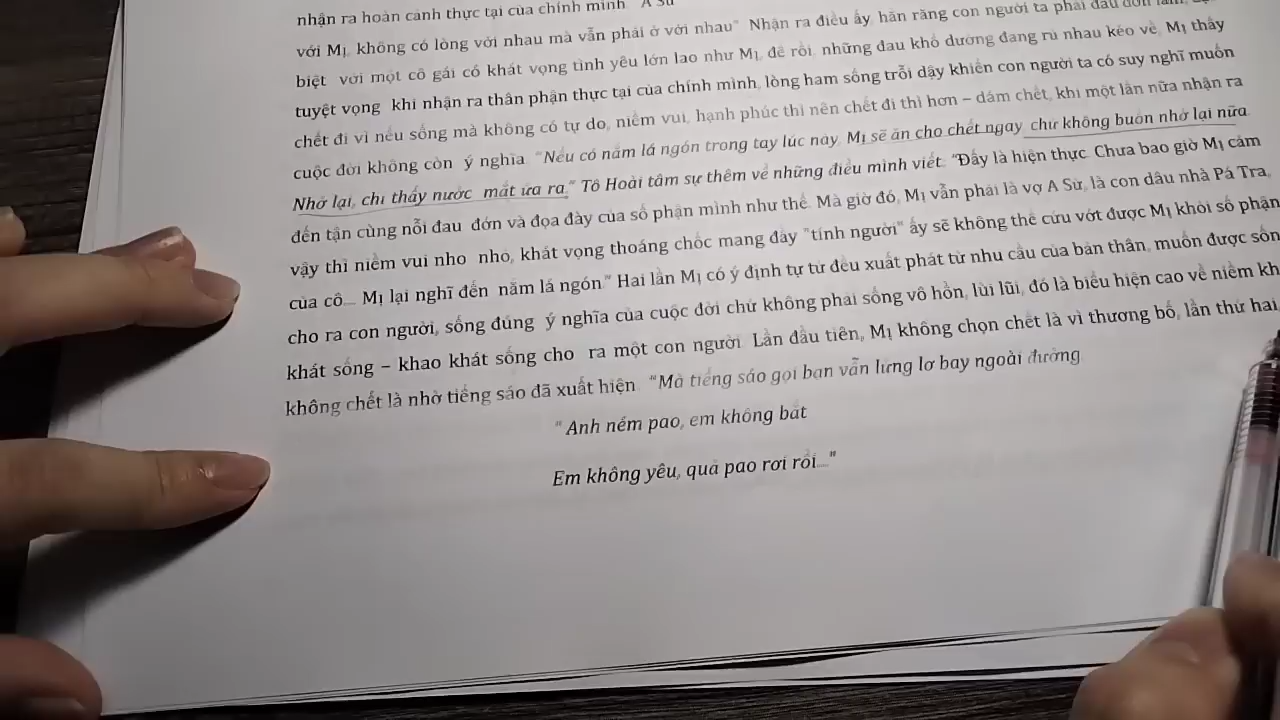 nhận ra hoàn cảnh thực tại của chính mình "A Sử
với Mị, không có lòng với nhau mà vẫn phải ở với nhau" Nhận ra điều ấy, hẳn rằng con người ta phải đau đớn lắm,
biệt với một cô gái có khát vọng tình yêu lớn lao như Mị, để rồi, những đau khổ dường đang rủ nhau kéo về, Mị thấy
tuyệt vọng khi nhận ra thân phận thực tại của chính mình, lòng ham sống trỗi dậy khiến con người ta có suy nghĩ muốn
chết đi vì nếu sống mà không có tự do, niềm vui, hạnh phúc thì nên chết đi thì hơn – dám chết, khi một lần nữa nhận ra
cuộc đời không còn ý nghĩa "Nếu có nắm lá ngón trong tay lúc này, Mị sẽ ăn cho chết ngay, chứ không buồn nhớ lại nữa.
Nhớ lại, chỉ thấy nước mắt ứa ra." Tô Hoài tâm sự thêm về những điều mình viết: "Đấy là hiện thực. Chưa bao giờ Mị cảm
đến tận cùng nỗi đau đớn và đọa đày của số phận mình như thế. Mà giờ đó, Mị vẫn phải là vợ A Sử, là con dâu nhà Pá Tra,
vậy thì niềm vui nho nhỏ, khát vọng thoáng chốc mang đầy "tính người" ấy sẽ không thể cứu vớt được Mị khỏi số phận
của cô... Mị lại nghĩ đến nắm lá ngón" Hai lần Mị có ý định tự tử đều xuất phát từ nhu cầu của bản thân, muốn được
cho ra con người, sống đúng ý nghĩa của cuộc đời chứ không phải sống vô hồn, lùi lũi, đó là biểu hiện cao về niềm
khát sống – khao khát sống cho ra một con người. Lần đầu tiên, Mị không chọn chết là vì thương bố, lần thứ hai
không chết là nhờ tiếng sáo đã xuất hiện. "Mà tiếng sáo gọi bạn vẫn lửng lơ bay ngoài đường.
" Anh ném pao, em không bắt
Em không yêu, quả pao rơi rồi...."